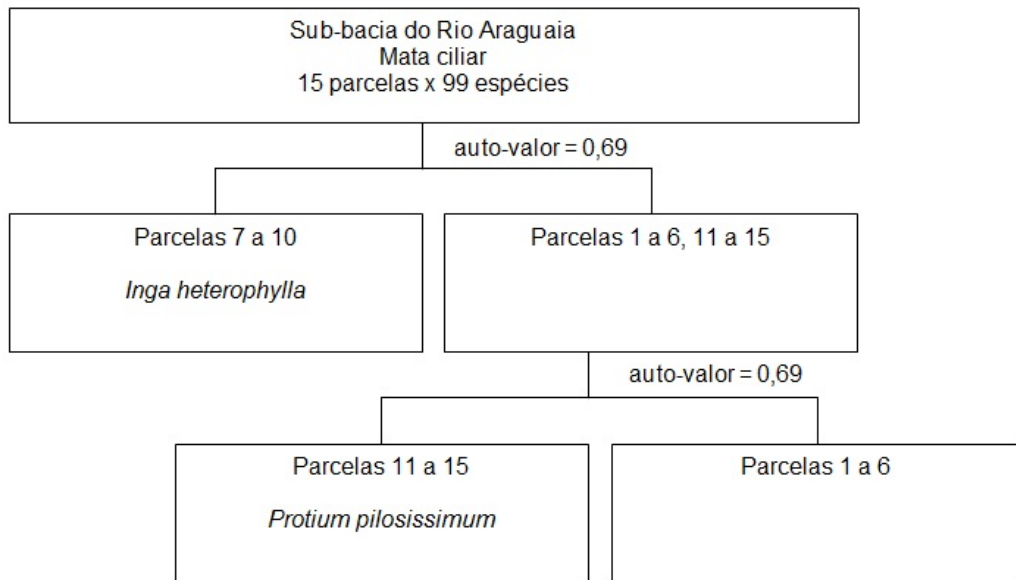 Sub-bacia do Rio Araguaia
Mata ciliar
15 parcelas x 99 espécies
auto-valor = 0,69
Parcelas 7 a 10
Inga heterophylla
Parcelas 1 a 6, 11 a 15
auto-valor = 0,69
Parcelas 11 a 15
Protium pilosissimum
Parcelas 1 a 6